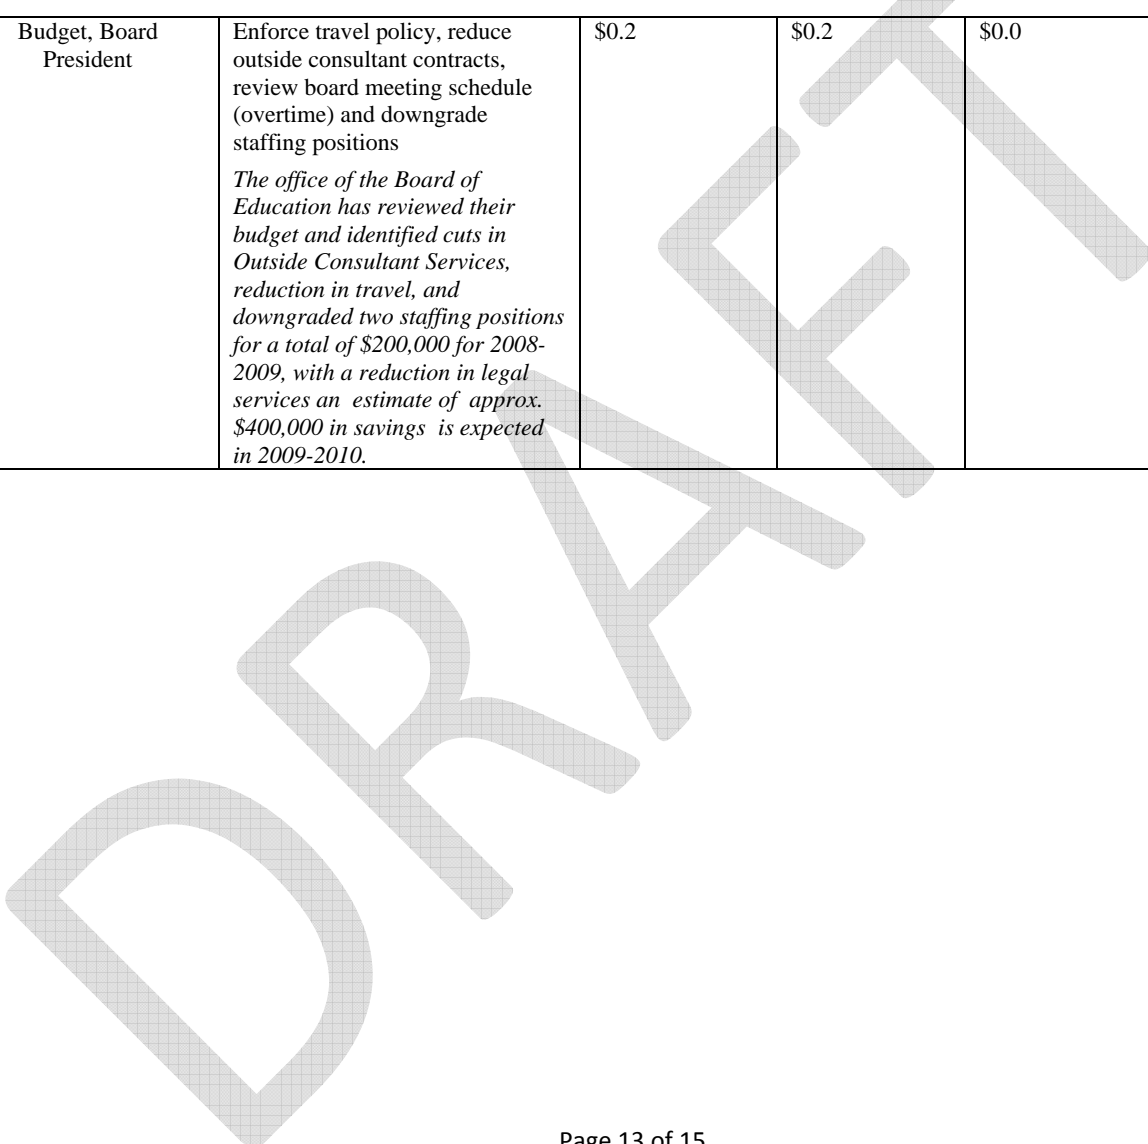 Budget, Board
President
Enforce travel policy, reduce
outside consultant contracts,
review board meeting schedule
(overtime) and downgrade
staffing positions
The office of the Board of
Education has reviewed their
budget and identified cuts in
Outside Consultant Services,
reduction in travel, and
downgraded two staffing positions
for a total of $200,000 for 2008-
2009, with a reduction in legal
services an estimate of approx.
$400,000 in savings is expected
in 2009-2010.
$0.2
$0.2
$0.0
DRAFT
Page 13 of 15